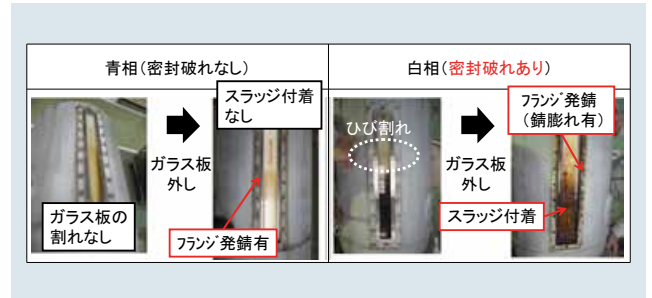 青相(密封破れなし)
白相(密封破れあり)
ガラス板の
割れなし
ガラス板
外し
スラッジ付着
なし
フランジ発錆有
ひび割れ
ガラス板
外し
フランジ発錆
(錆膨れ有)
スラッジ付着